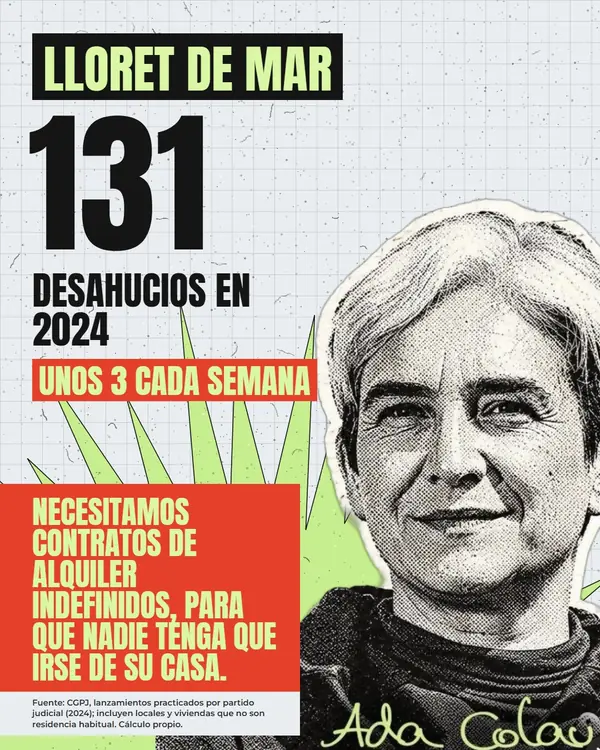 LLORET DE MAR
131
DESAHUCIOS EN
2024
UNOS 3 CADA SEMANA
NECESITAMOS
CONTRATOS DE
ALQUILER
INDEFINIDOS, PARA
QUE NADIE TENGA QUE
IRSE DE SU CASA.
Fuente: CGPJ, lanzamientos practicados por partido
judicial (2024); incluyen locales y viviendas que no son
residencia habitual. Cálculo propio.
Ada Colau